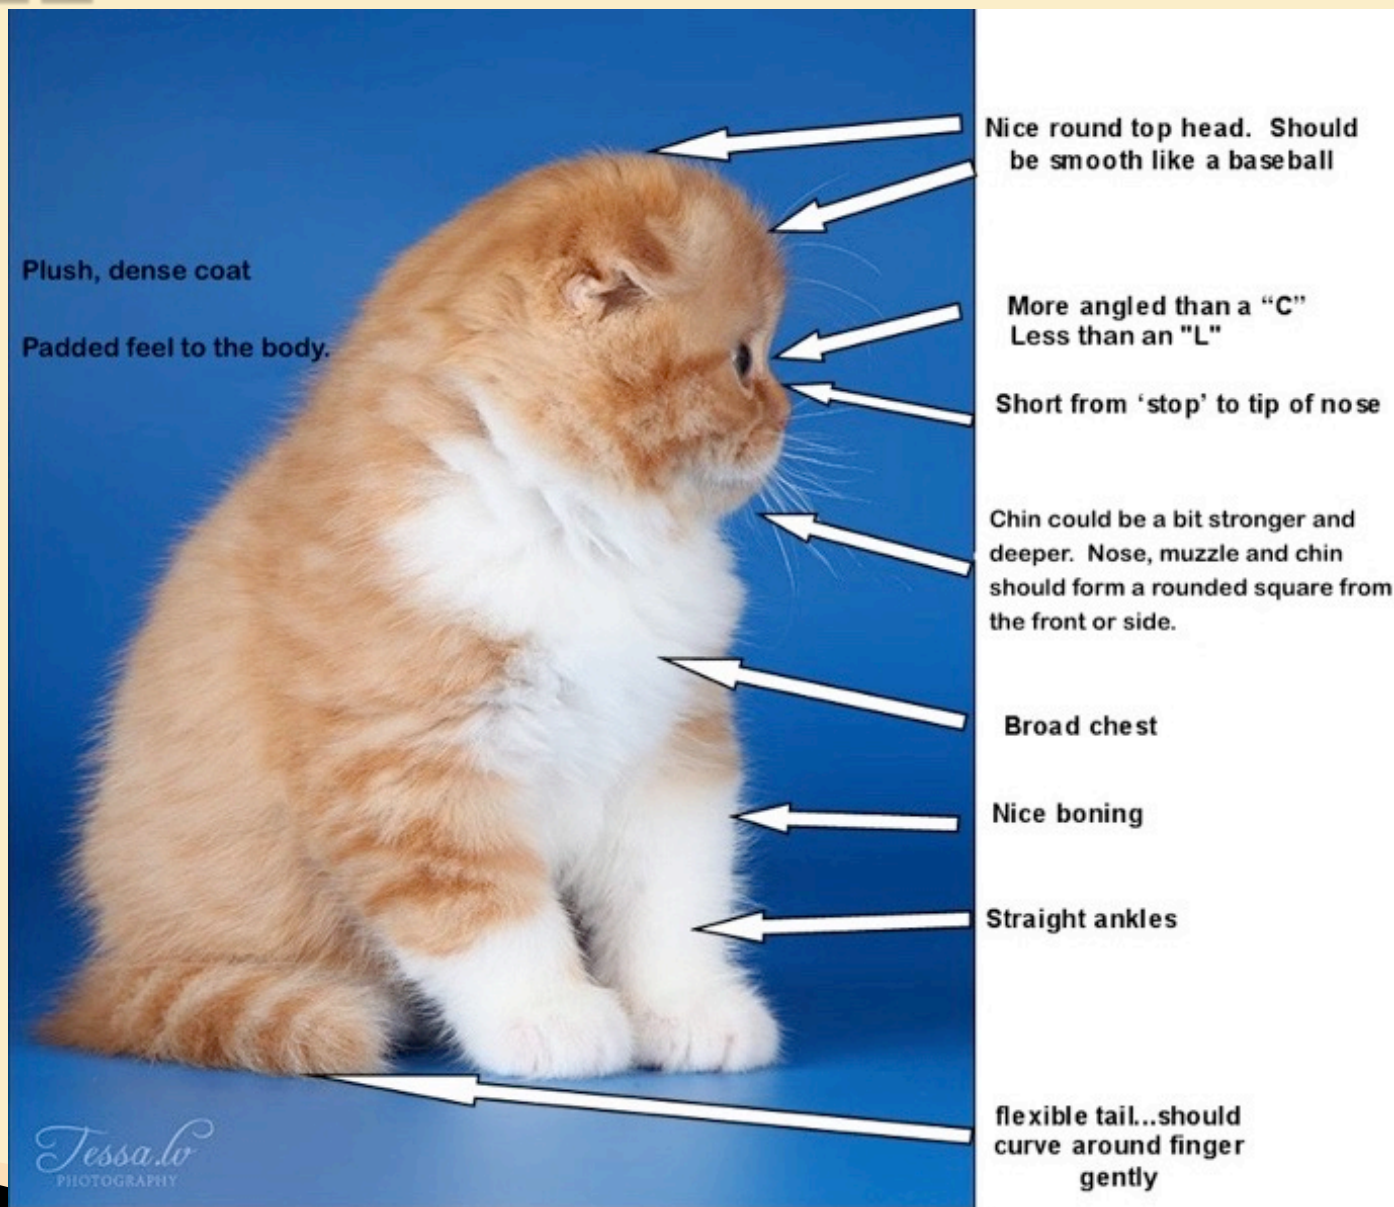 Nice round top head.  Should
be smooth like a baseball
Plush, dense coat
Padded feel to the body.
More angled than a “C”
Less than an "L"
Short from ‘stop’ to tip of nose
Chin could be a bit stronger and
deeper.  Nose, muzzle and chin
should form a rounded square from
the front or side.
Broad chest
Nice boning
Straight ankles
flexible tail...should
curve around finger
gently
Tessa.lv
PHOTOGRAPHY